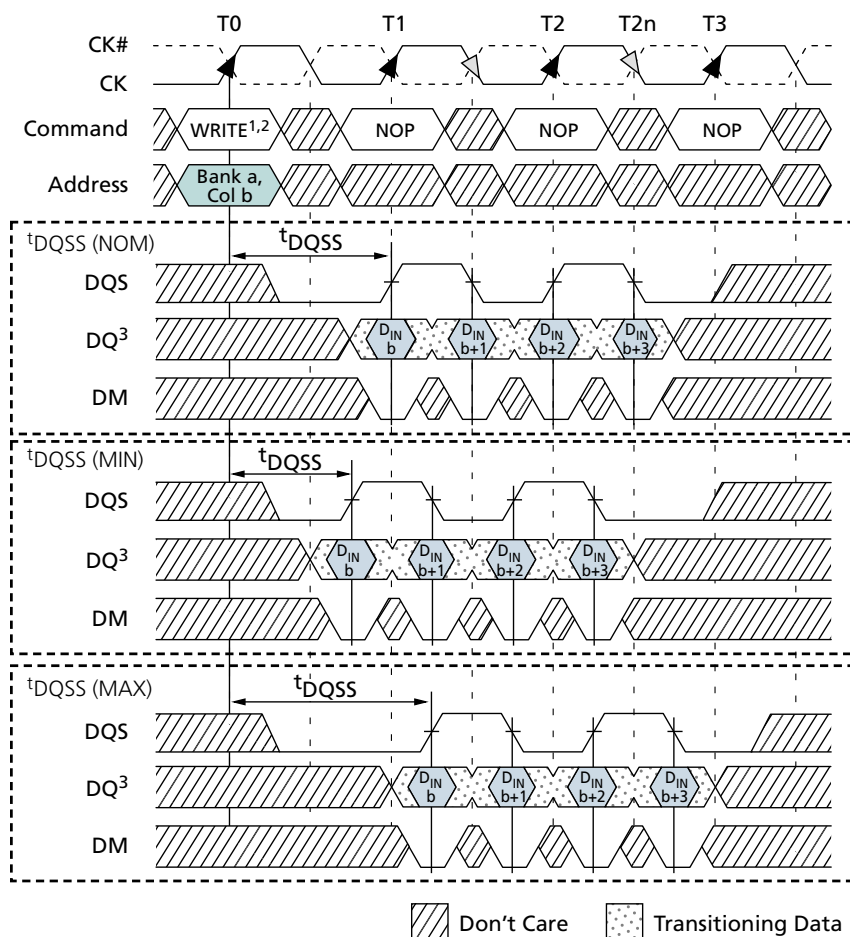 T0 T1 T2 T2n T3
CK#
CK
Command WRITE1,2 NOP NOP NOP
Address Bank a,
Col b
tDQSS (NOM) tDQSS
DQS
DQ3 DIN b DIN b+1 DIN b+2 DIN b+3
DM
tDQSS (MIN) tDQSS
DQS
DQ3 DIN b DIN b+1 DIN b+2 DIN b+3
DM
tDQSS (MAX) tDQSS
DQS
DQ3 DIN b DIN b+1 DIN b+2 DIN b+3
DM
Don't Care Transitioning Data